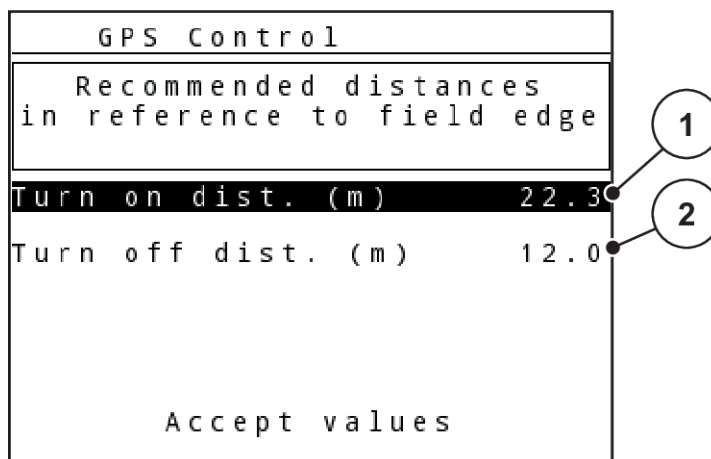 GPS Control
Recommended distances
in reference to field edge
Turn on dist. (m) 22.3
1
Turn off dist. (m) 12.0
2
Accept values